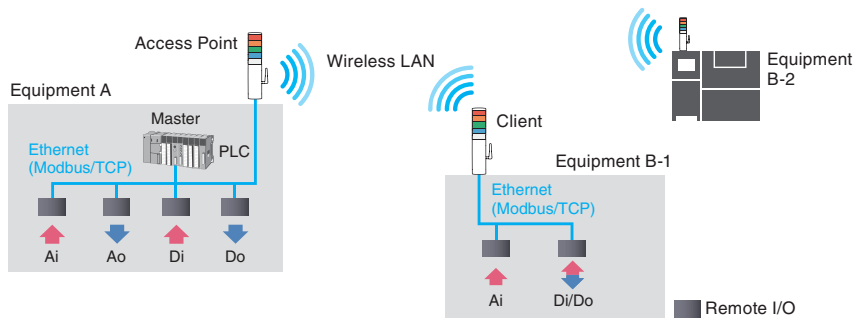 Access Point
Wireless LAN
Equipment
B-2
Equipment A
Master
PLC
Ethernet
(Modbus/TCP)
Ai
Ao
Di
Do
Client
Equipment B-1
Ethernet
(Modbus/TCP)
Ai
Di/Do
Remote I/O